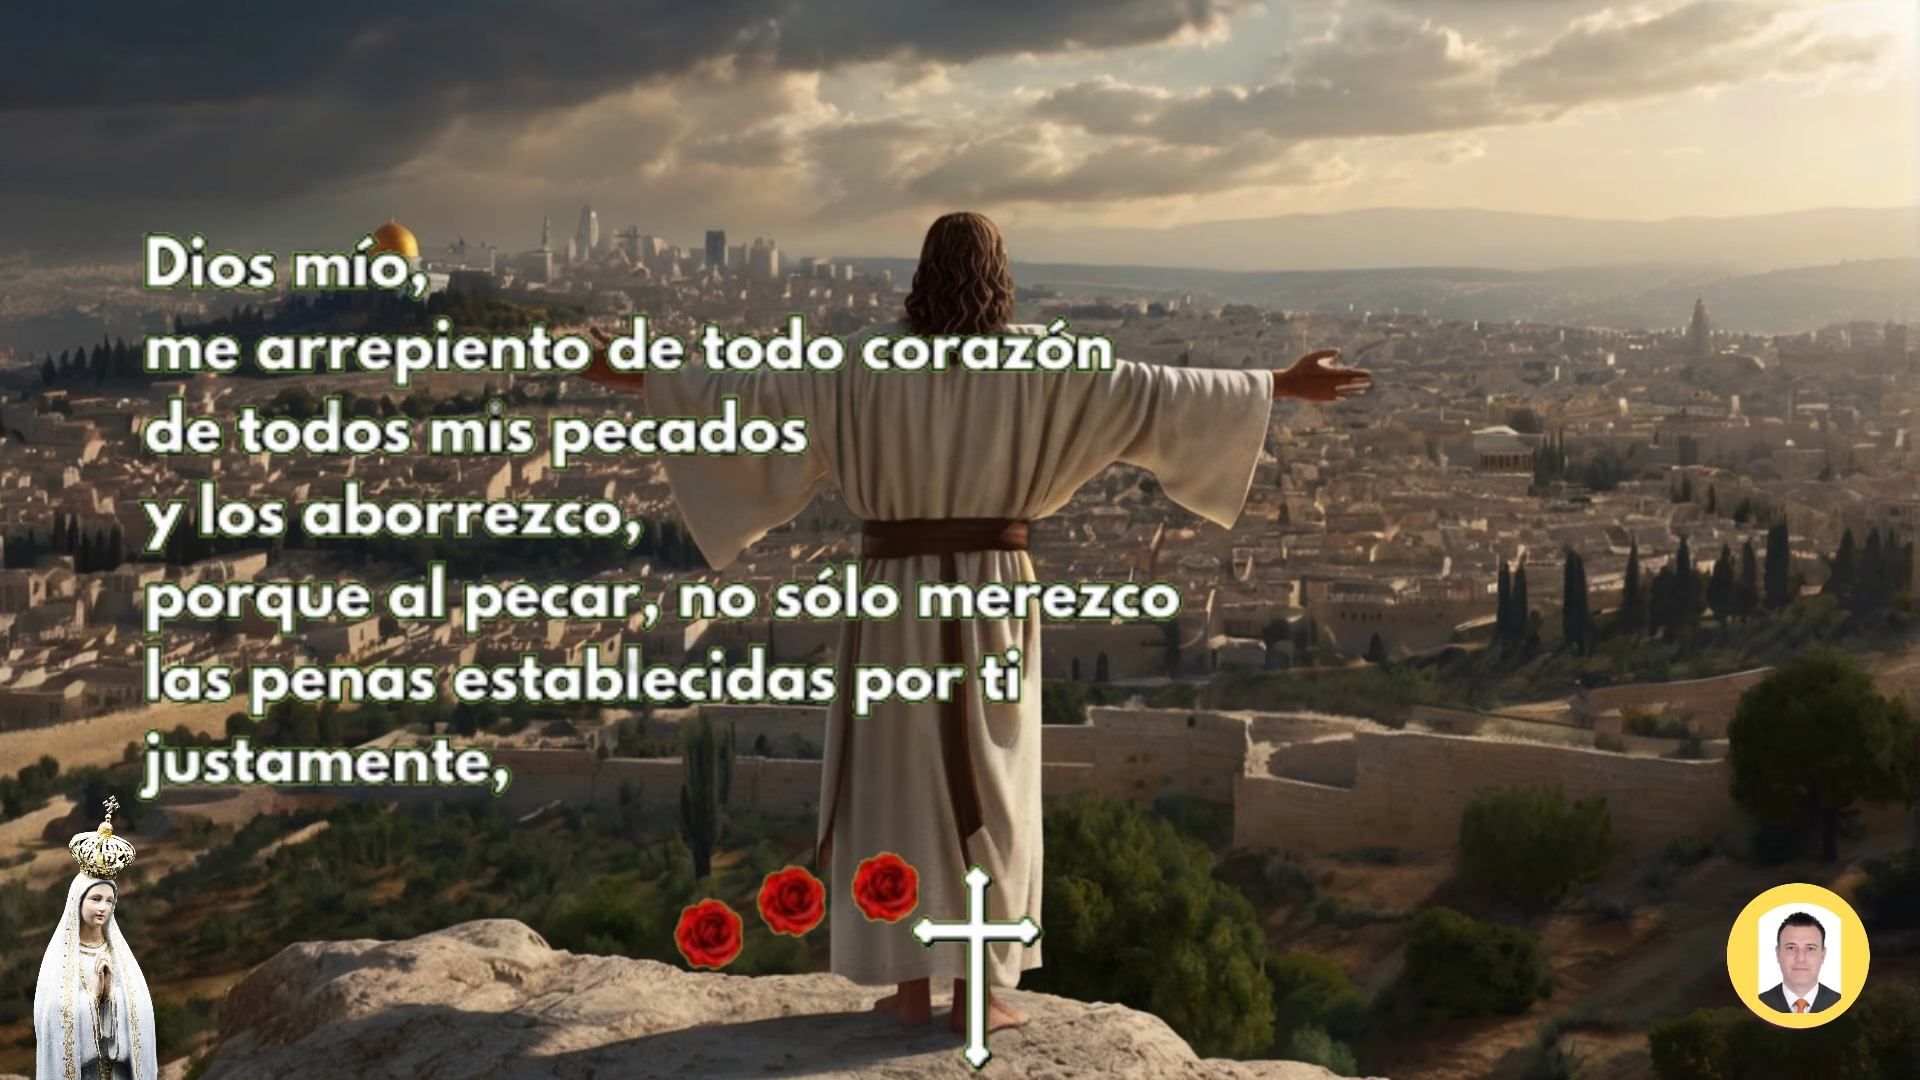 Dios mío,
me arrepiento de todo corazón
de todos mis pecados
y los aborrezco,
porque al pecar, no sólo merezco
las penas establecidas por ti
justamente,